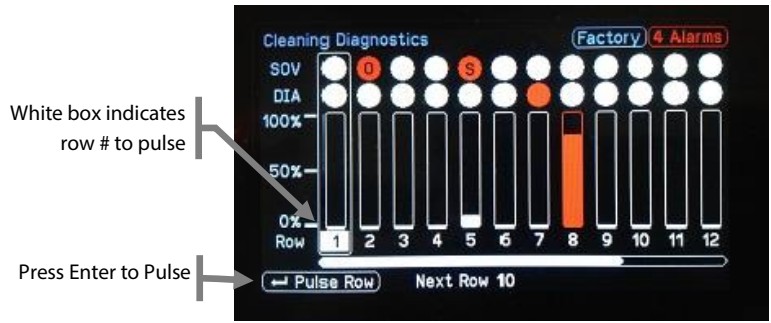 Cleaning Diagnostics Factory 4 Alarms
SOV O S
DIA
100%
White box indicates
row # to pulse
50%
0%
Row 1 2 3 4 5 6 7 8 9 10 11 12
Press Enter to Pulse
↵ Pulse Row Next Row 10